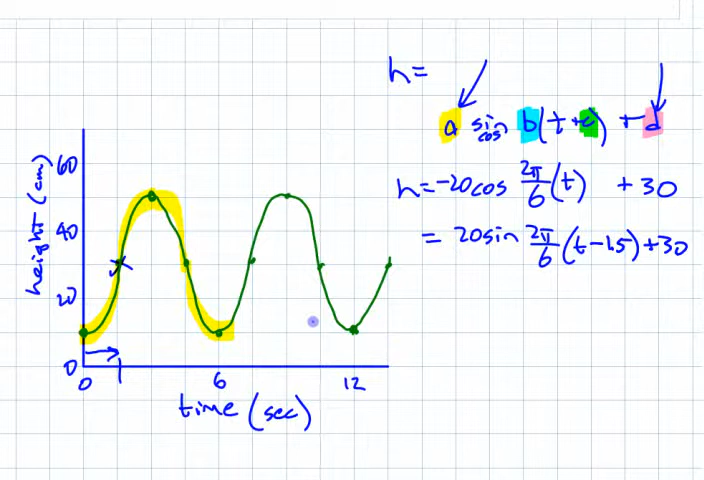 h =
a sin b(t + c) + d
cos
h = -20cos 2π/6 (t) + 30
= 20sin 2π/6 (t - 1.5) + 30
height (cm)
60
40
20
0
0 6 12
time (sec)